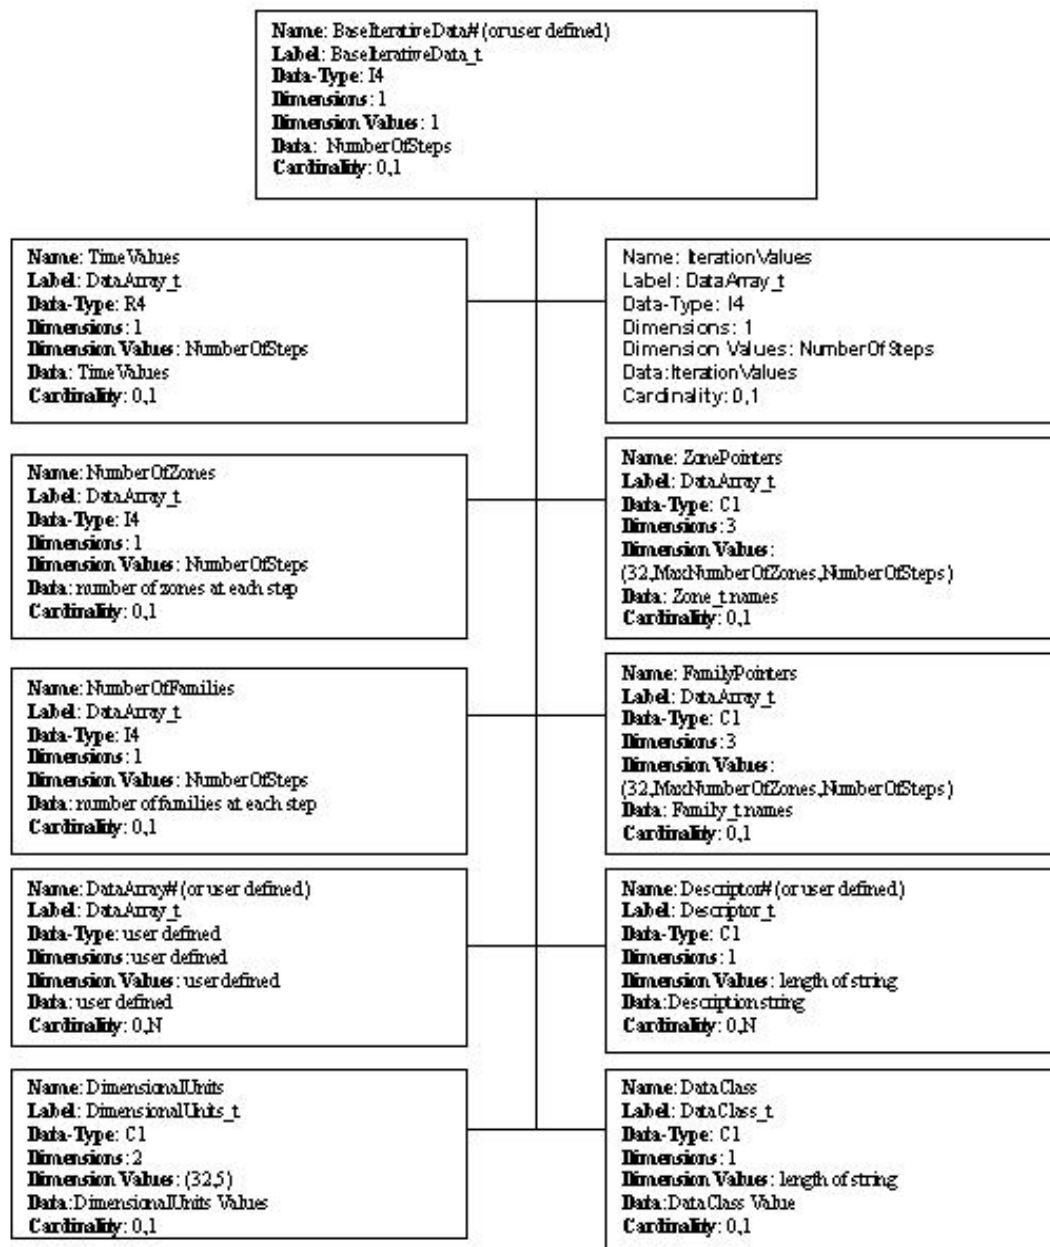 Name: BaseIterativeData# (or user defined)
Label: BaseIterativeData_t
Data-Type: I4
Dimensions: 1
Dimension Values: 1
Data: NumberOfSteps
Cardinality: 0,1
Name: TimeValues
Label: DataArray_t
Data-Type: R4
Dimensions: 1
Dimension Values: NumberOfSteps
Data: TimeValues
Cardinality: 0,1
Name: IterationValues
Label: DataArray_t
Data-Type: I4
Dimensions: 1
Dimension Values: NumberOfSteps
Data:IterationValues
Cardinality: 0,1
Name: NumberOfZones
Label: DataArray_t
Data-Type: I4
Dimensions: 1
Dimension Values: NumberOfSteps
Data: number of zones at each step
Cardinality: 0,1
Name: ZonePointers
Label: DataArray_t
Data-Type: C1
Dimensions: 3
Dimension Values:
(32,MaxNumberOfZones,NumberOfSteps)
Data: Zone_t names
Cardinality: 0,1
Name: NumberOfFamilies
Label: DataArray_t
Data-Type: I4
Dimensions: 1
Dimension Values: NumberOfSteps
Data: number of families at each step
Cardinality: 0,1
Name: FamilyPointers
Label: DataArray_t
Data-Type: C1
Dimensions: 3
Dimension Values:
(32,MaxNumberOfZones,NumberOfSteps)
Data: Family_t names
Cardinality: 0,1
Name: DataArray# (or user defined)
Label: DataArray_t
Data-Type: user defined
Dimensions: user defined
Dimension Values: user defined
Data: user defined
Cardinality: 0,N
Name: Descriptor# (or user defined)
Label: Descriptor_t
Data-Type: C1
Dimensions: 1
Dimension Values: length of string
Data:Description string
Cardinality: 0,N
Name: DimensionalUnits
Label: DimensionalUnits_t
Data-Type: C1
Dimensions: 2
Dimension Values: (32,5)
Data:DimensionalUnits Values
Cardinality: 0,1
Name: DataClass
Label: DataClass_t
Data-Type: C1
Dimensions: 1
Dimension Values: length of string
Data:DataClass Value
Cardinality: 0,1